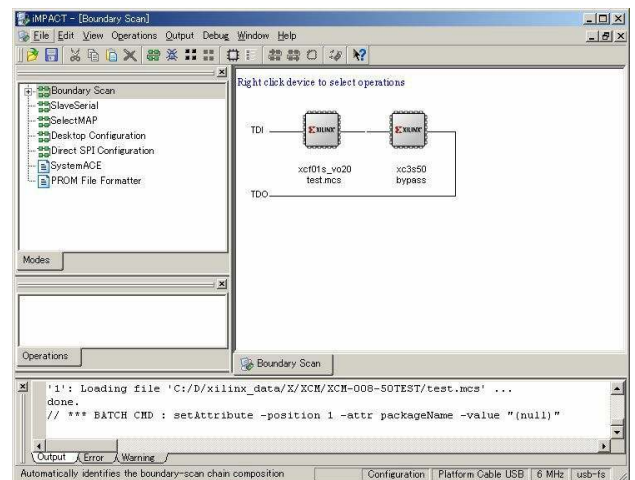 iMPACT - [Boundary Scan]
File Edit View Operations Output Debug Window Help
Boundary Scan
SlaveSerial
SelectMAP
Desktop Configuration
Direct SPI Configuration
SystemACE
PROM File Formatter
Modes
Operations
Right click device to select operations
TDI
XILINX XILINX
xcf01s_vo20 xc3s50
test.mcs bypass
TDO
Boundary Scan
'1': Loading file 'C:/D/xilinx_data/X/XCM/XCM-008-50TEST/test.mcs' ...
done.
// *** BATCH CMD : setAttribute -position 1 -attr packageName -value "(null)"
Output Error Warning
Automatically identifies the boundary-scan chain composition Configuration Platform Cable USB 6 MHz usb-fs